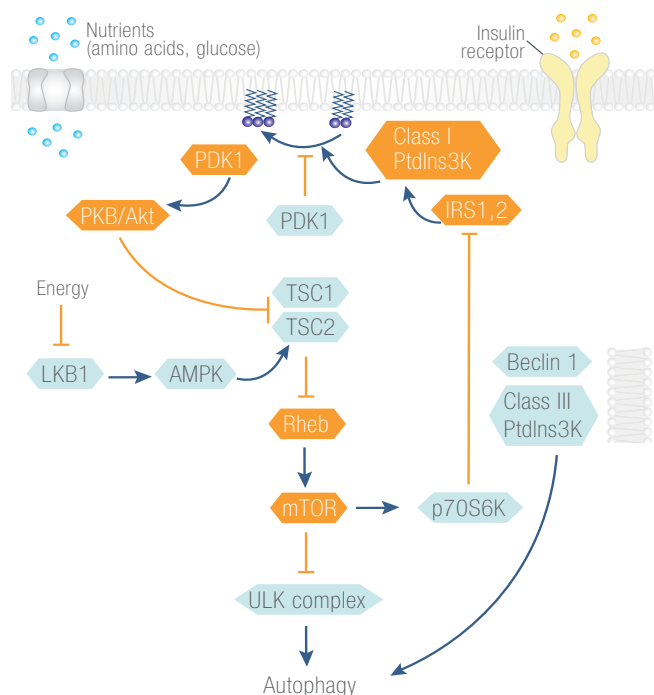 Nutrients
(amino acids, glucose)
Insulin
receptor
Class I
PtdIns3K
PDK1
IRS1,2
PKB/Akt
PDK1
Energy
TSC1
TSC2
LKB1
AMPK
Beclin 1
Class III
PtdIns3K
Rheb
mTOR
p70S6K
ULK complex
Autophagy